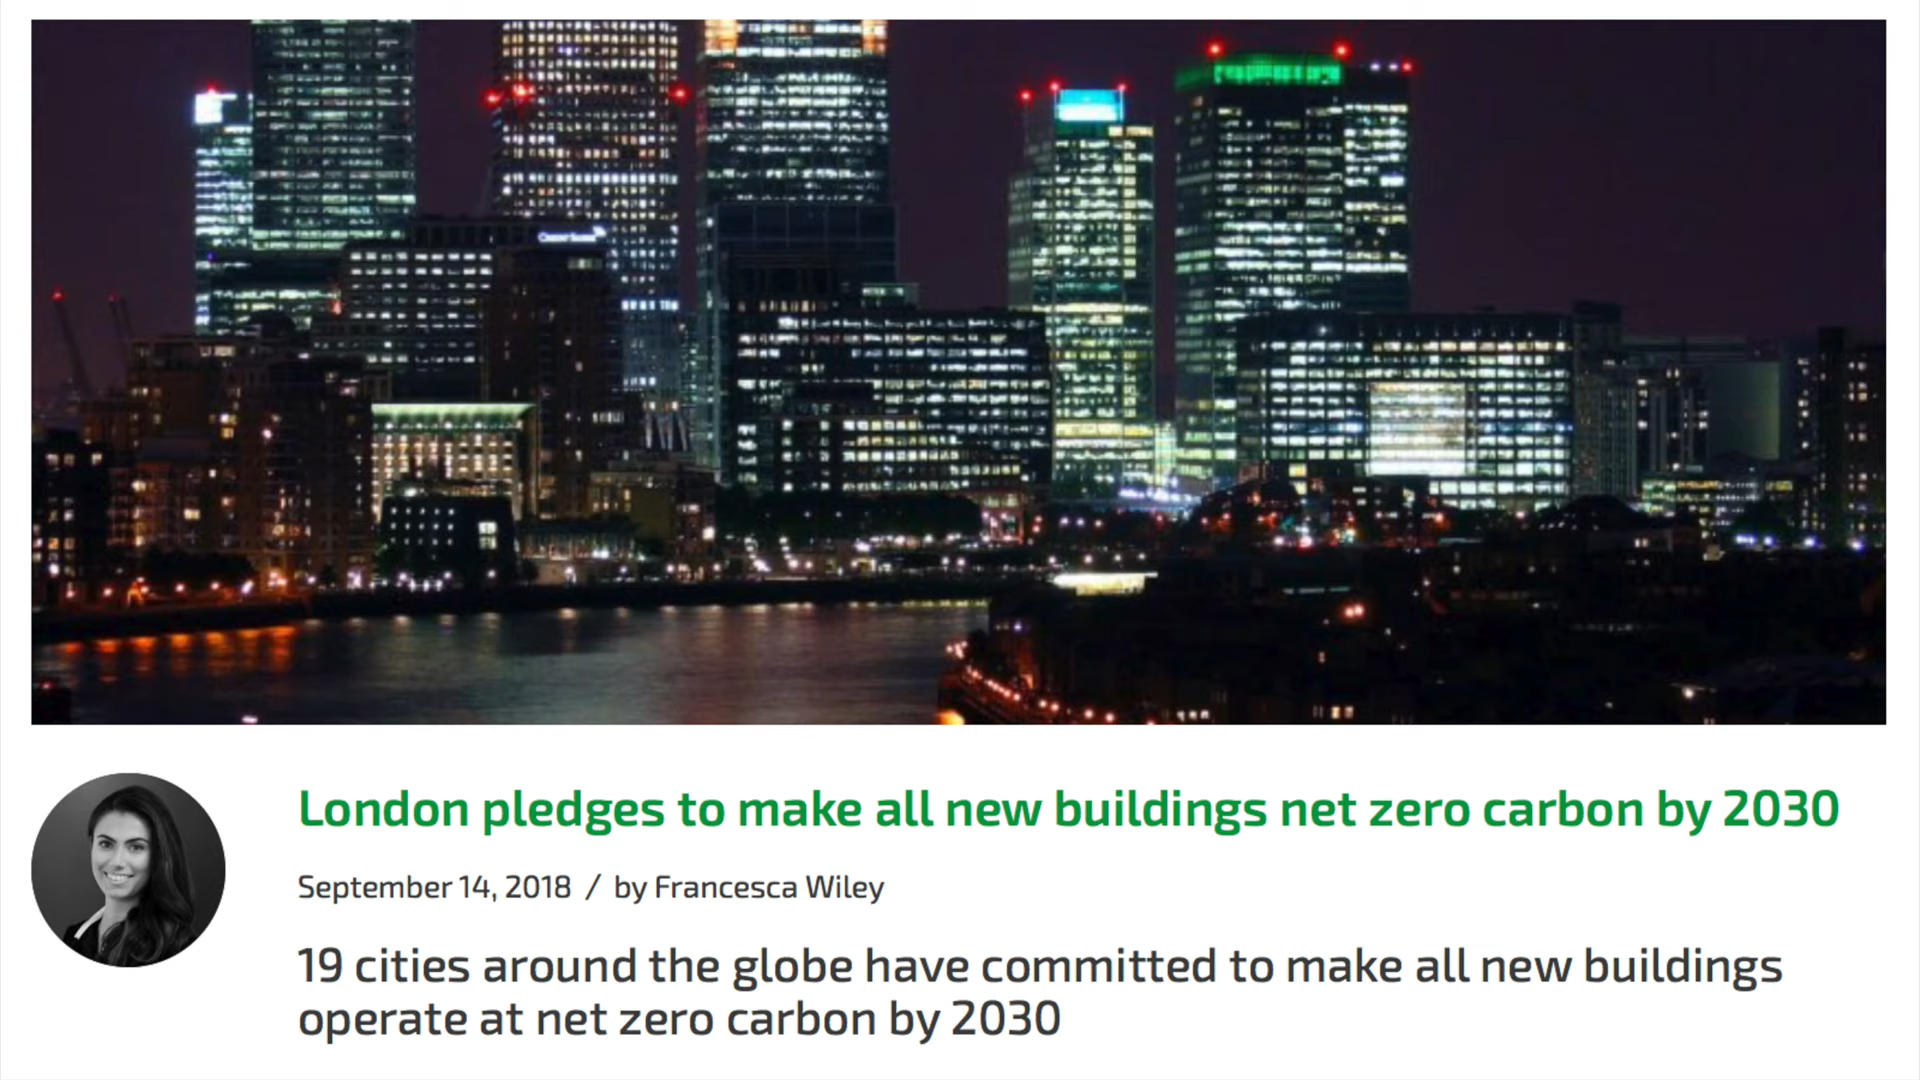 London pledges to make all new buildings net zero carbon by 2030
September 14, 2018 / by Francesca Wiley
19 cities around the globe have committed to make all new buildings
operate at net zero carbon by 2030